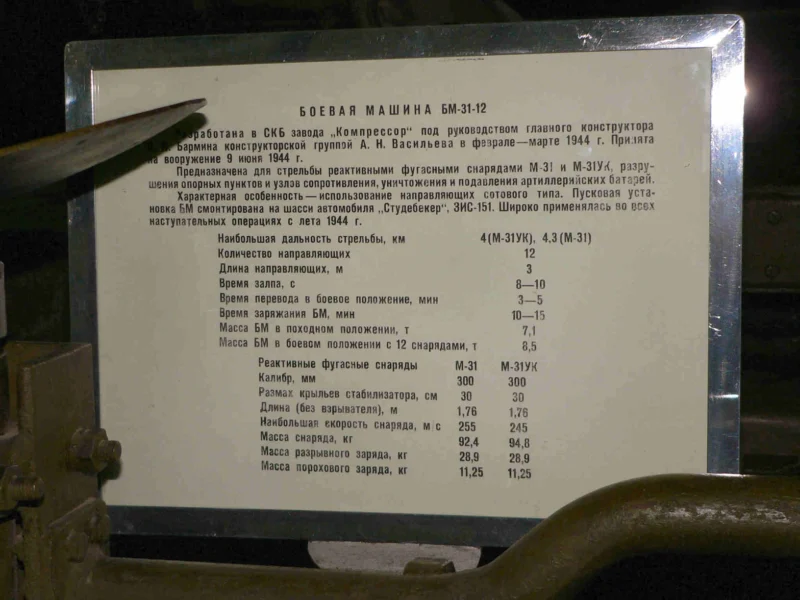 БОЕВАЯ МАШИНА БМ-31-12
в СКБ завода „Компрессор" под руководством главного конструктора
Бармина конструкторской группой А. Н. Васильева в феврале—марте 1944 г. Принята
на вооружение 9 июня 1944 г.
Предназначена для стрельбы реактивными фугасными снарядами М-31 и М-31УК, разру-
шения опорных пунктов и узлов сопротивления, уничтожения и подавления артиллерийских батарей.
Характерная особенность—использование направляющих сотового типа. Пусковая уста-
новка БМ смонтирована на шасси автомобиля „Студебекер", ЗИС-151. Широко применялась во всех
наступательных операциях с лета 1944 г.
Наибольшая дальность стрельбы, км 4 (М-31УК), 4,3 (М-31)
Количество направляющих 12
Длина направляющих, м 3
Время залпа, с 8—10
Время перевода в боевое положение, мин 3—5
Время заряжания БМ, мин 10—15
Масса БМ в походном положении, т 7,1
Масса БМ в боевом положении с 12 снарядами, т 8,5
Реактивные фугасные снаряды М-31 М-31УК
Калибр, мм 300 300
Размах крыльев стабилизатора, см 30 30
Длина (без взрывателя), м 1,76 1,76
Наибольшая скорость снаряда, м с 255 245
Масса снаряда, кг 92,4 94,8
Масса разрывного заряда, кг 28,9 28,9
Масса порохового заряда, кг 11,25 11,25